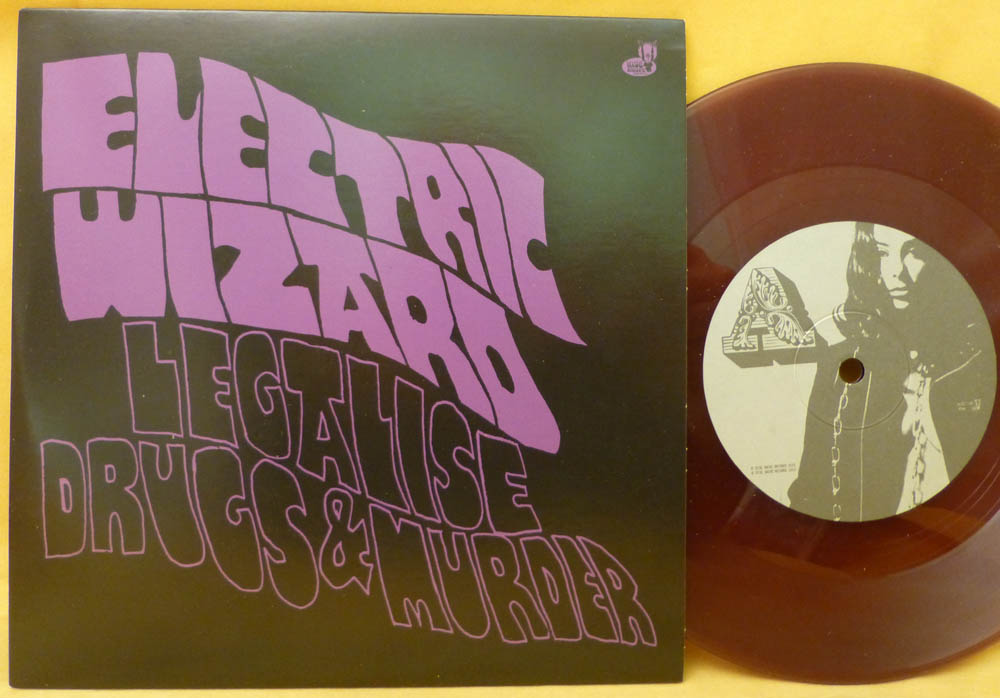 ELECTRIC
WIZARD
LEGALISE
DRUGS & MURDER
A